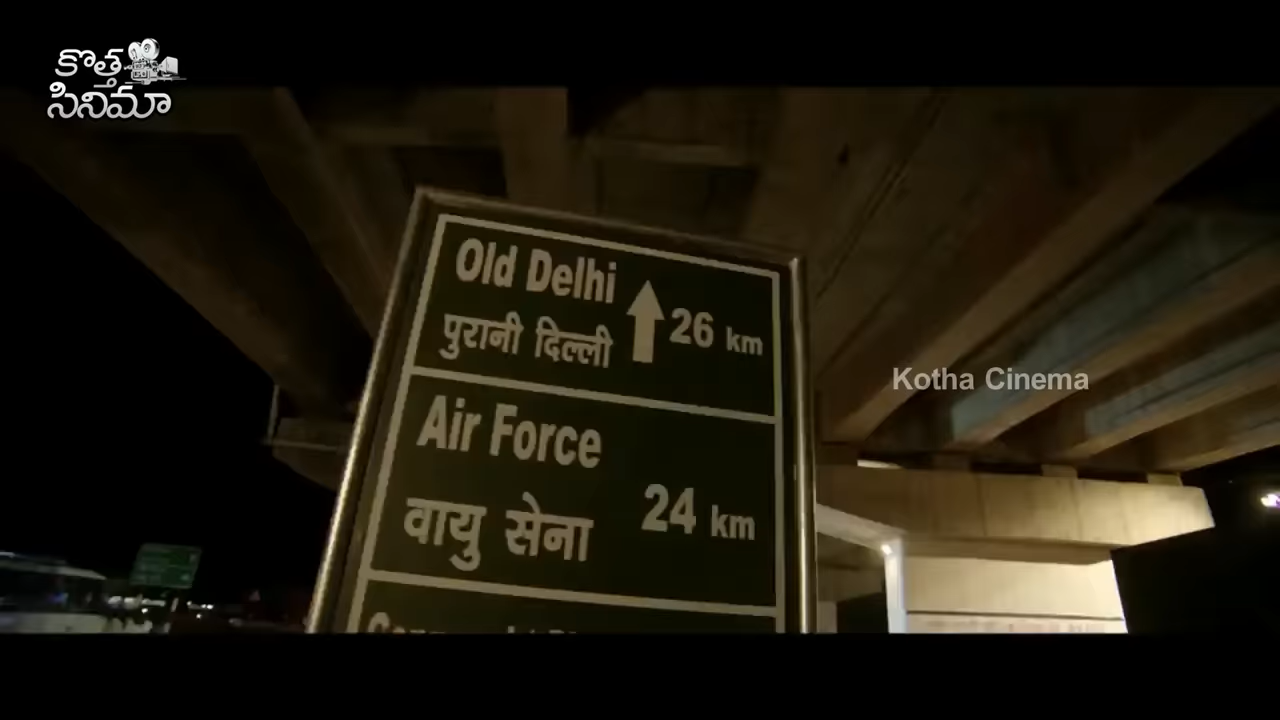 కొత్త
సినిమా
Old Delhi
पुरानी दिल्ली
26 km
Air Force
वायु सेना
24 km
Kotha Cinema